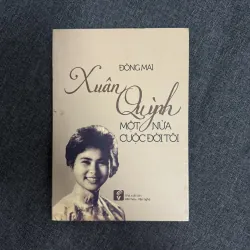 ĐÔNG MAI
Xuân
Quỳnh
MỘT NỬA
CUỘC ĐỜI TÔI